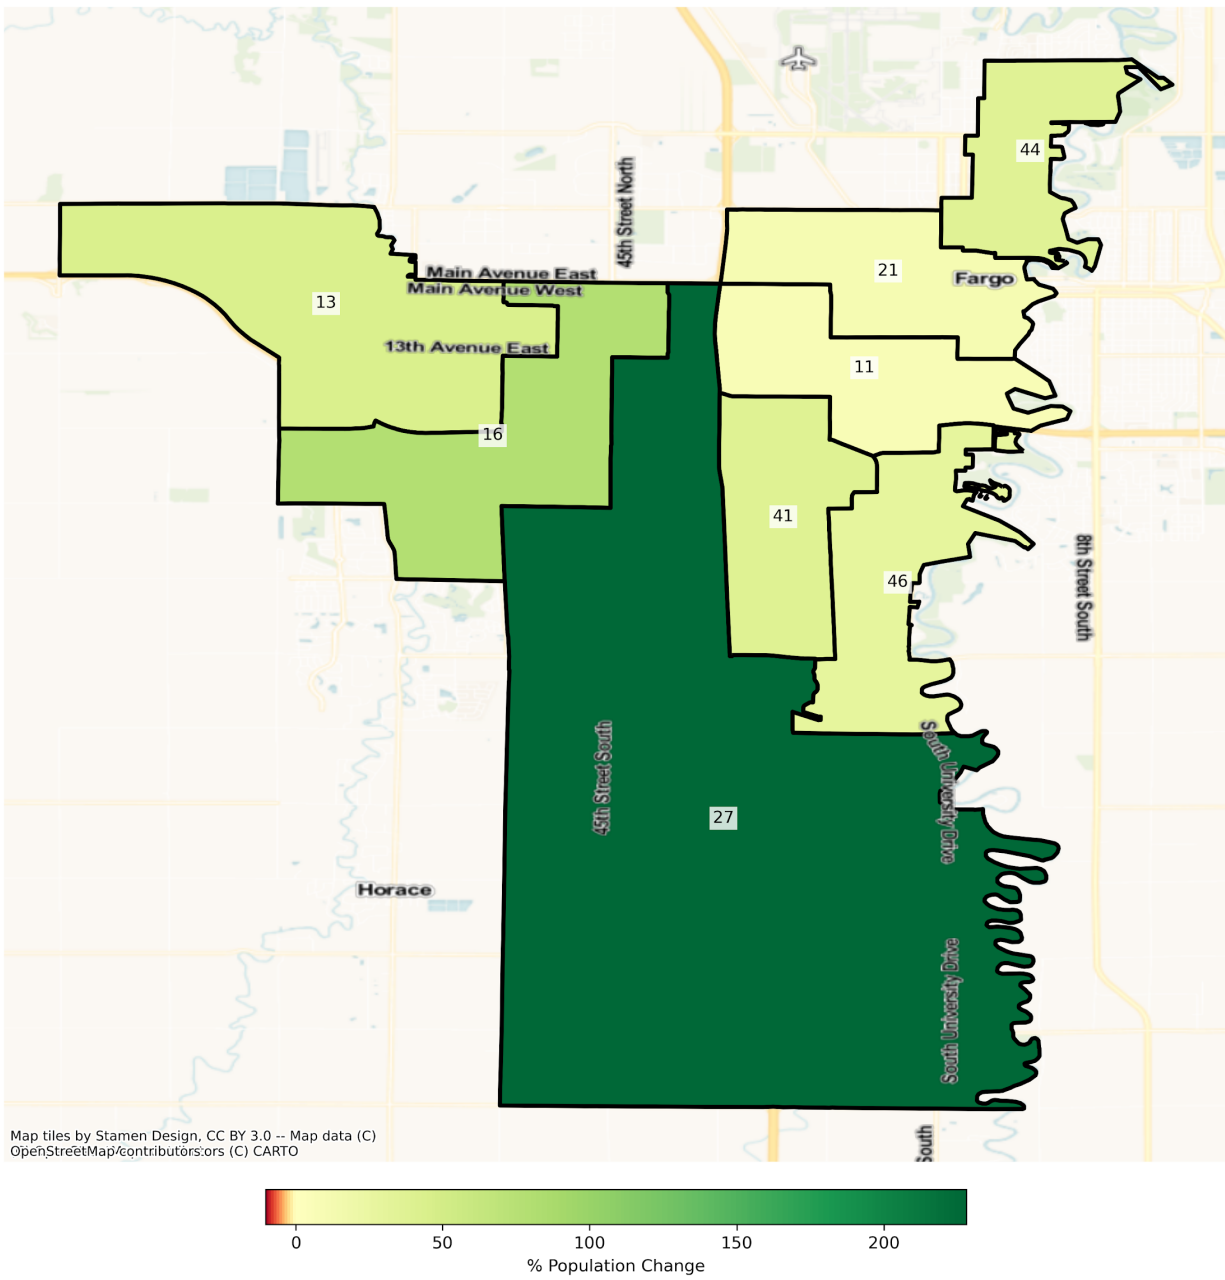 44
45th Street North
21
Fargo
Main Avenue East
Main Avenue West
13
13th Avenue East
11
16
41
8th Street South
46
South University Drive
45th Street South
27
Horace
South University Drive
South
Map tiles by Stamen Design, CC BY 3.0 -- Map data (C)
OpenStreetMap contributors
ors (C) CARTO
0
50
100
150
200
% Population Change